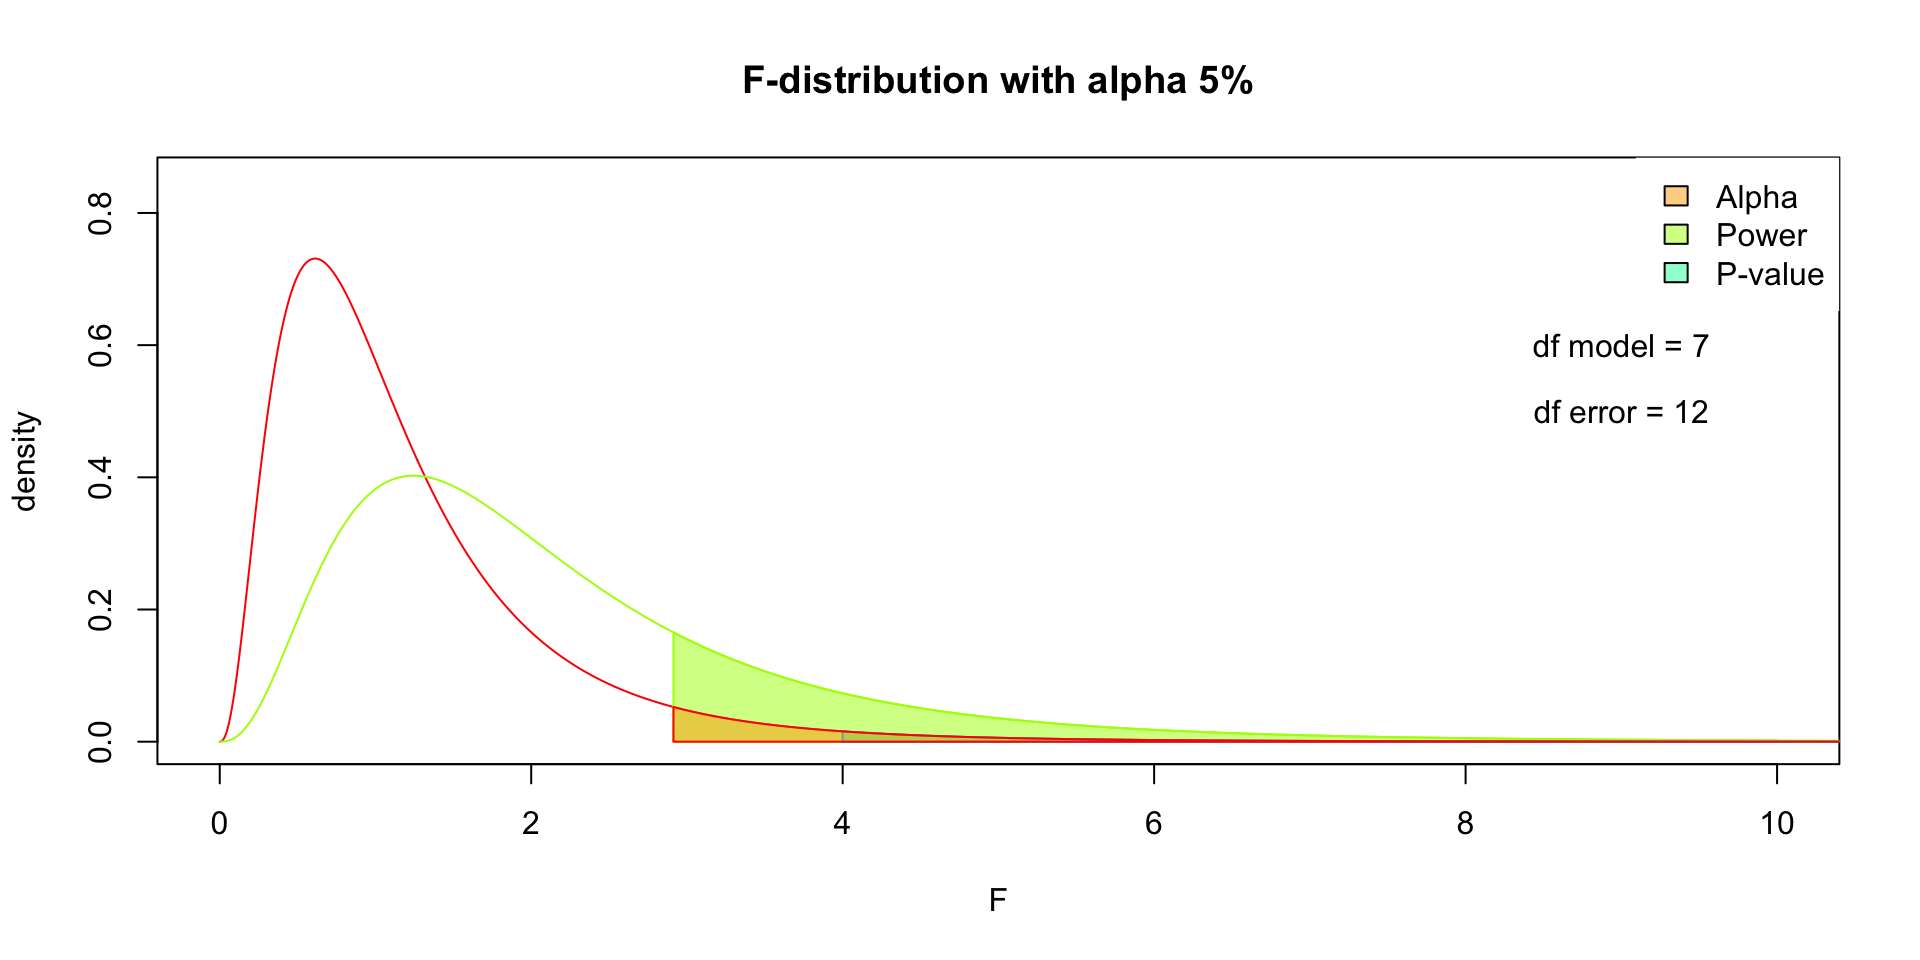 F-distribution with alpha 5%
Alpha
Power
P-value
df model = 7
df error = 12
density
0.8
0.6
0.4
0.2
0.0
0 2 4 6 8 10
F